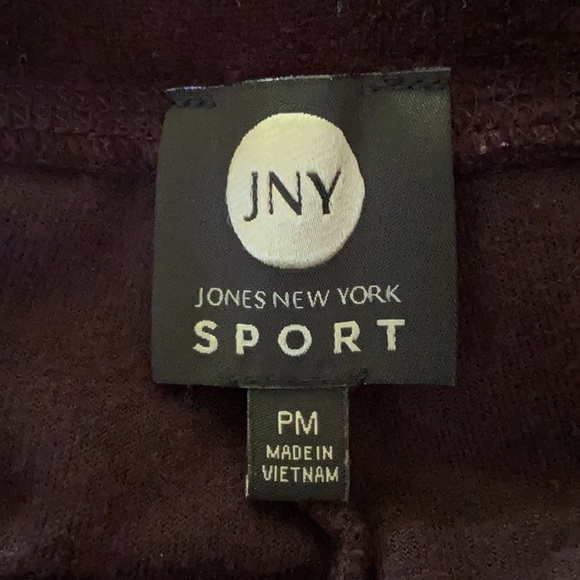 JNY
JONES NEW YORK
SPORT
PM
MADE IN
VIETNAM